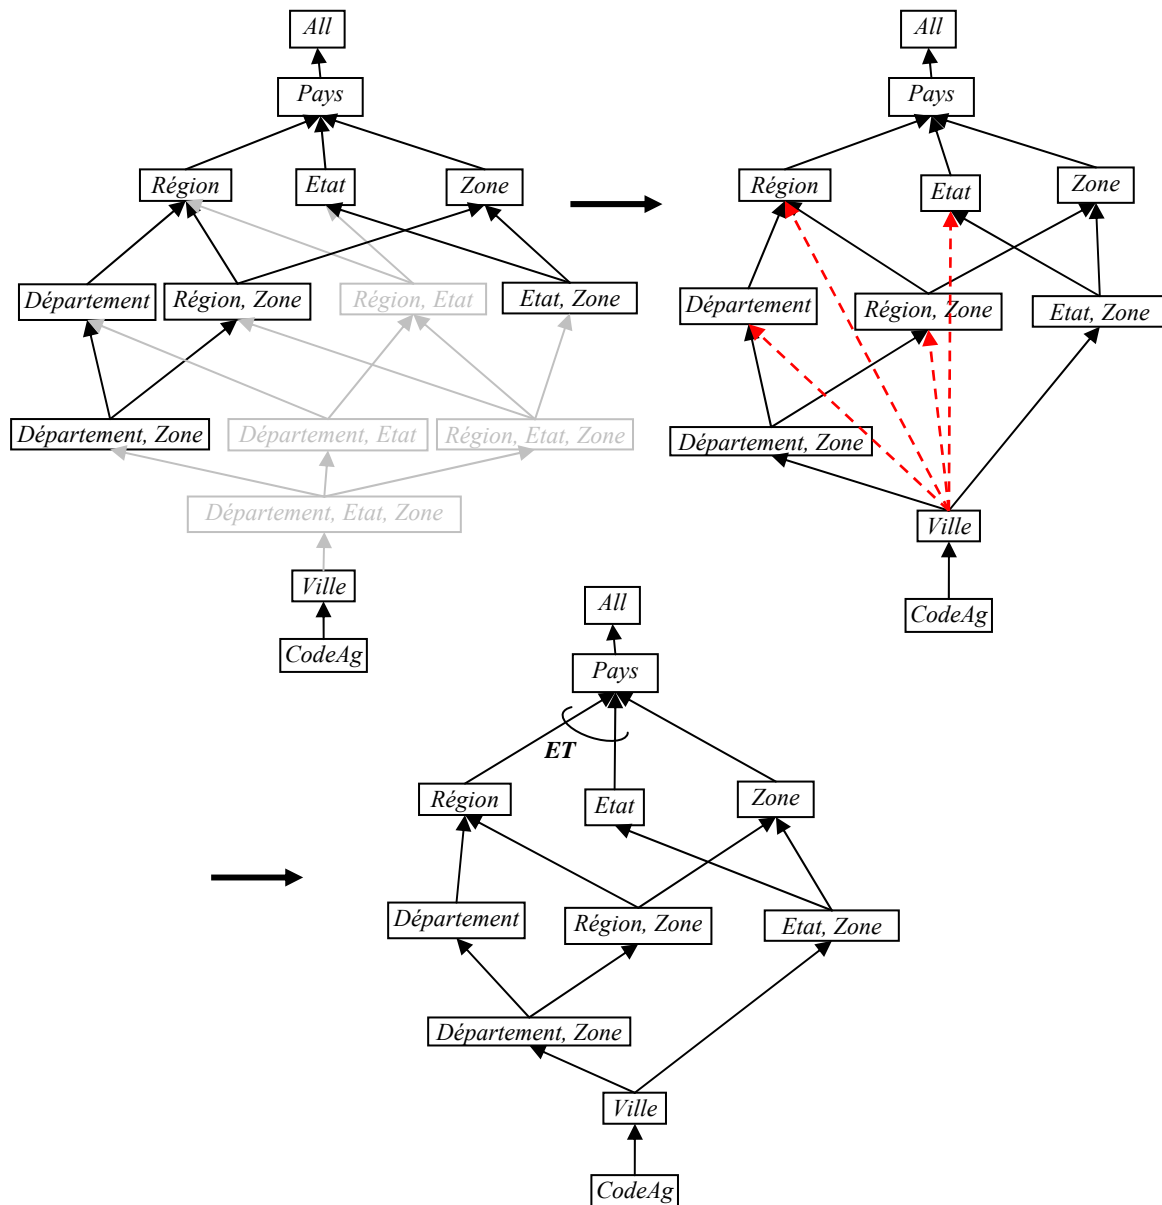 All
Pays
Région
Etat
Zone
Département
Région, Zone
Région, Etat
Etat, Zone
Département, Zone
Département, Etat
Région, Etat, Zone
Département, Etat, Zone
Ville
CodeAg
All
Pays
Région
Etat
Zone
Département
Région, Zone
Etat, Zone
Département, Zone
Ville
CodeAg
All
Pays
ET
Région
Etat
Zone
Département
Région, Zone
Etat, Zone
Département, Zone
Ville
CodeAg